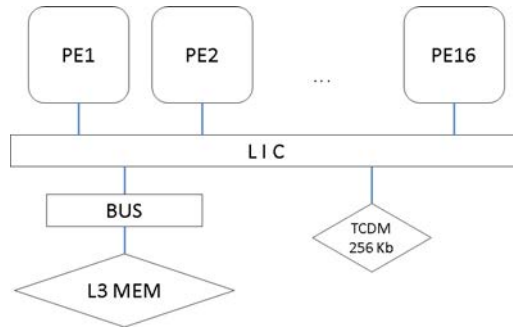 PE1
PE2
...
PE16
L I C
BUS
TCDM
256 Kb
L3 MEM